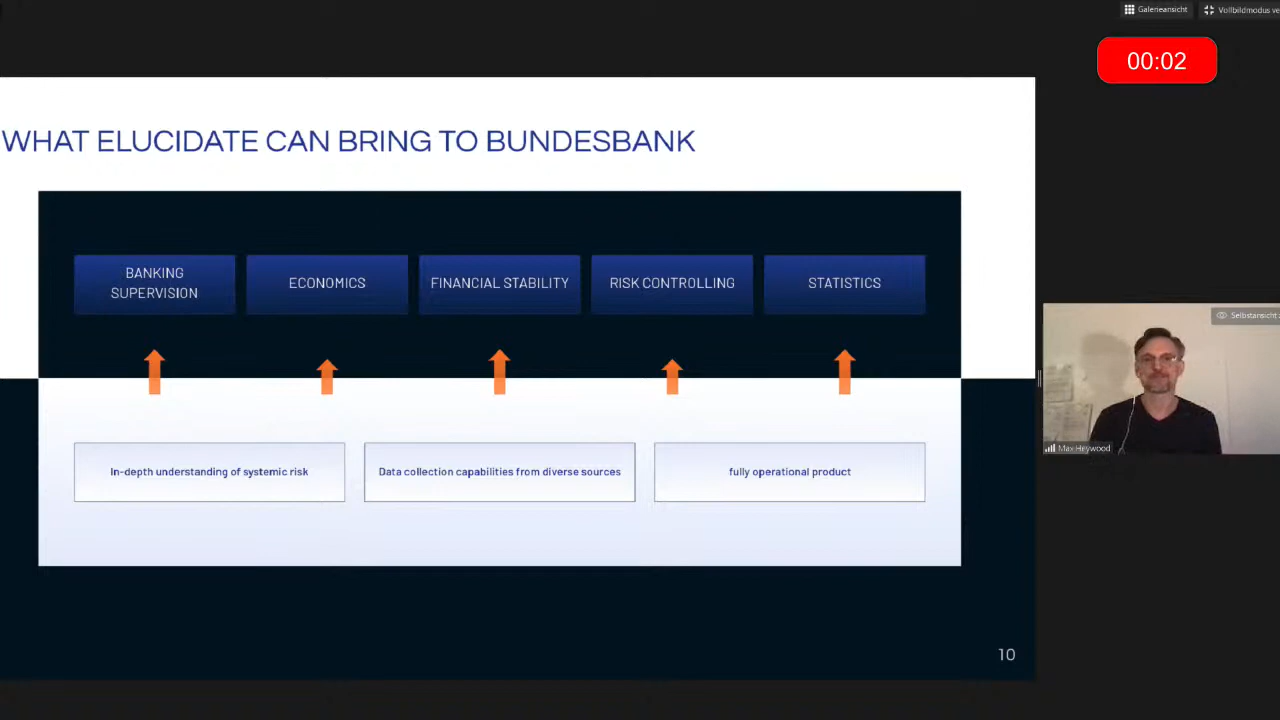 Galerieansicht
Vollbildmodus ve
00:02
WHAT ELUCIDATE CAN BRING TO BUNDESBANK
BANKING
SUPERVISION
ECONOMICS
FINANCIAL STABILITY
RISK CONTROLLING
STATISTICS
Selbstansicht
Max Heywood
In-depth understanding of systemic risk
Data collection capabilities from diverse sources
fully operational product
10